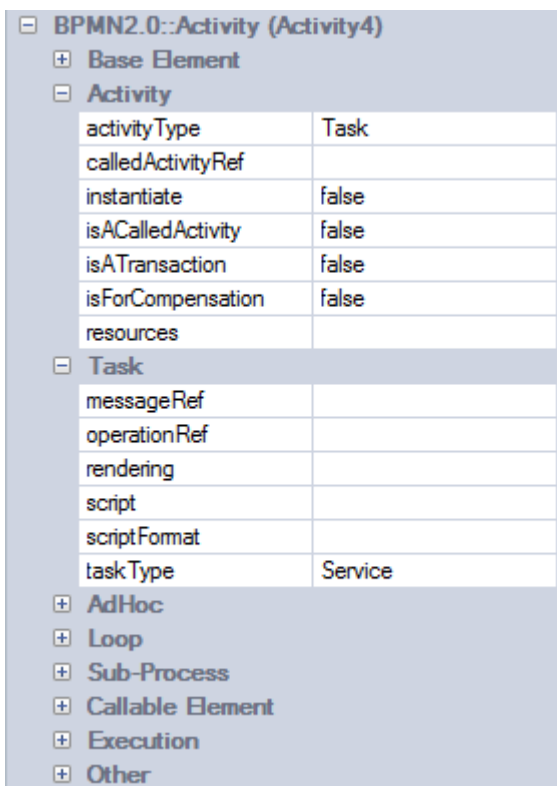 BPMN2.0::Activity (Activity4)
Base Element
Activity
activityType Task
calledActivityRef
instantiate false
isACalledActivity false
isATransaction false
isForCompensation false
resources
Task
messageRef
operationRef
rendering
script
scriptFormat
taskType Service
AdHoc
Loop
Sub-Process
Callable Element
Execution
Other